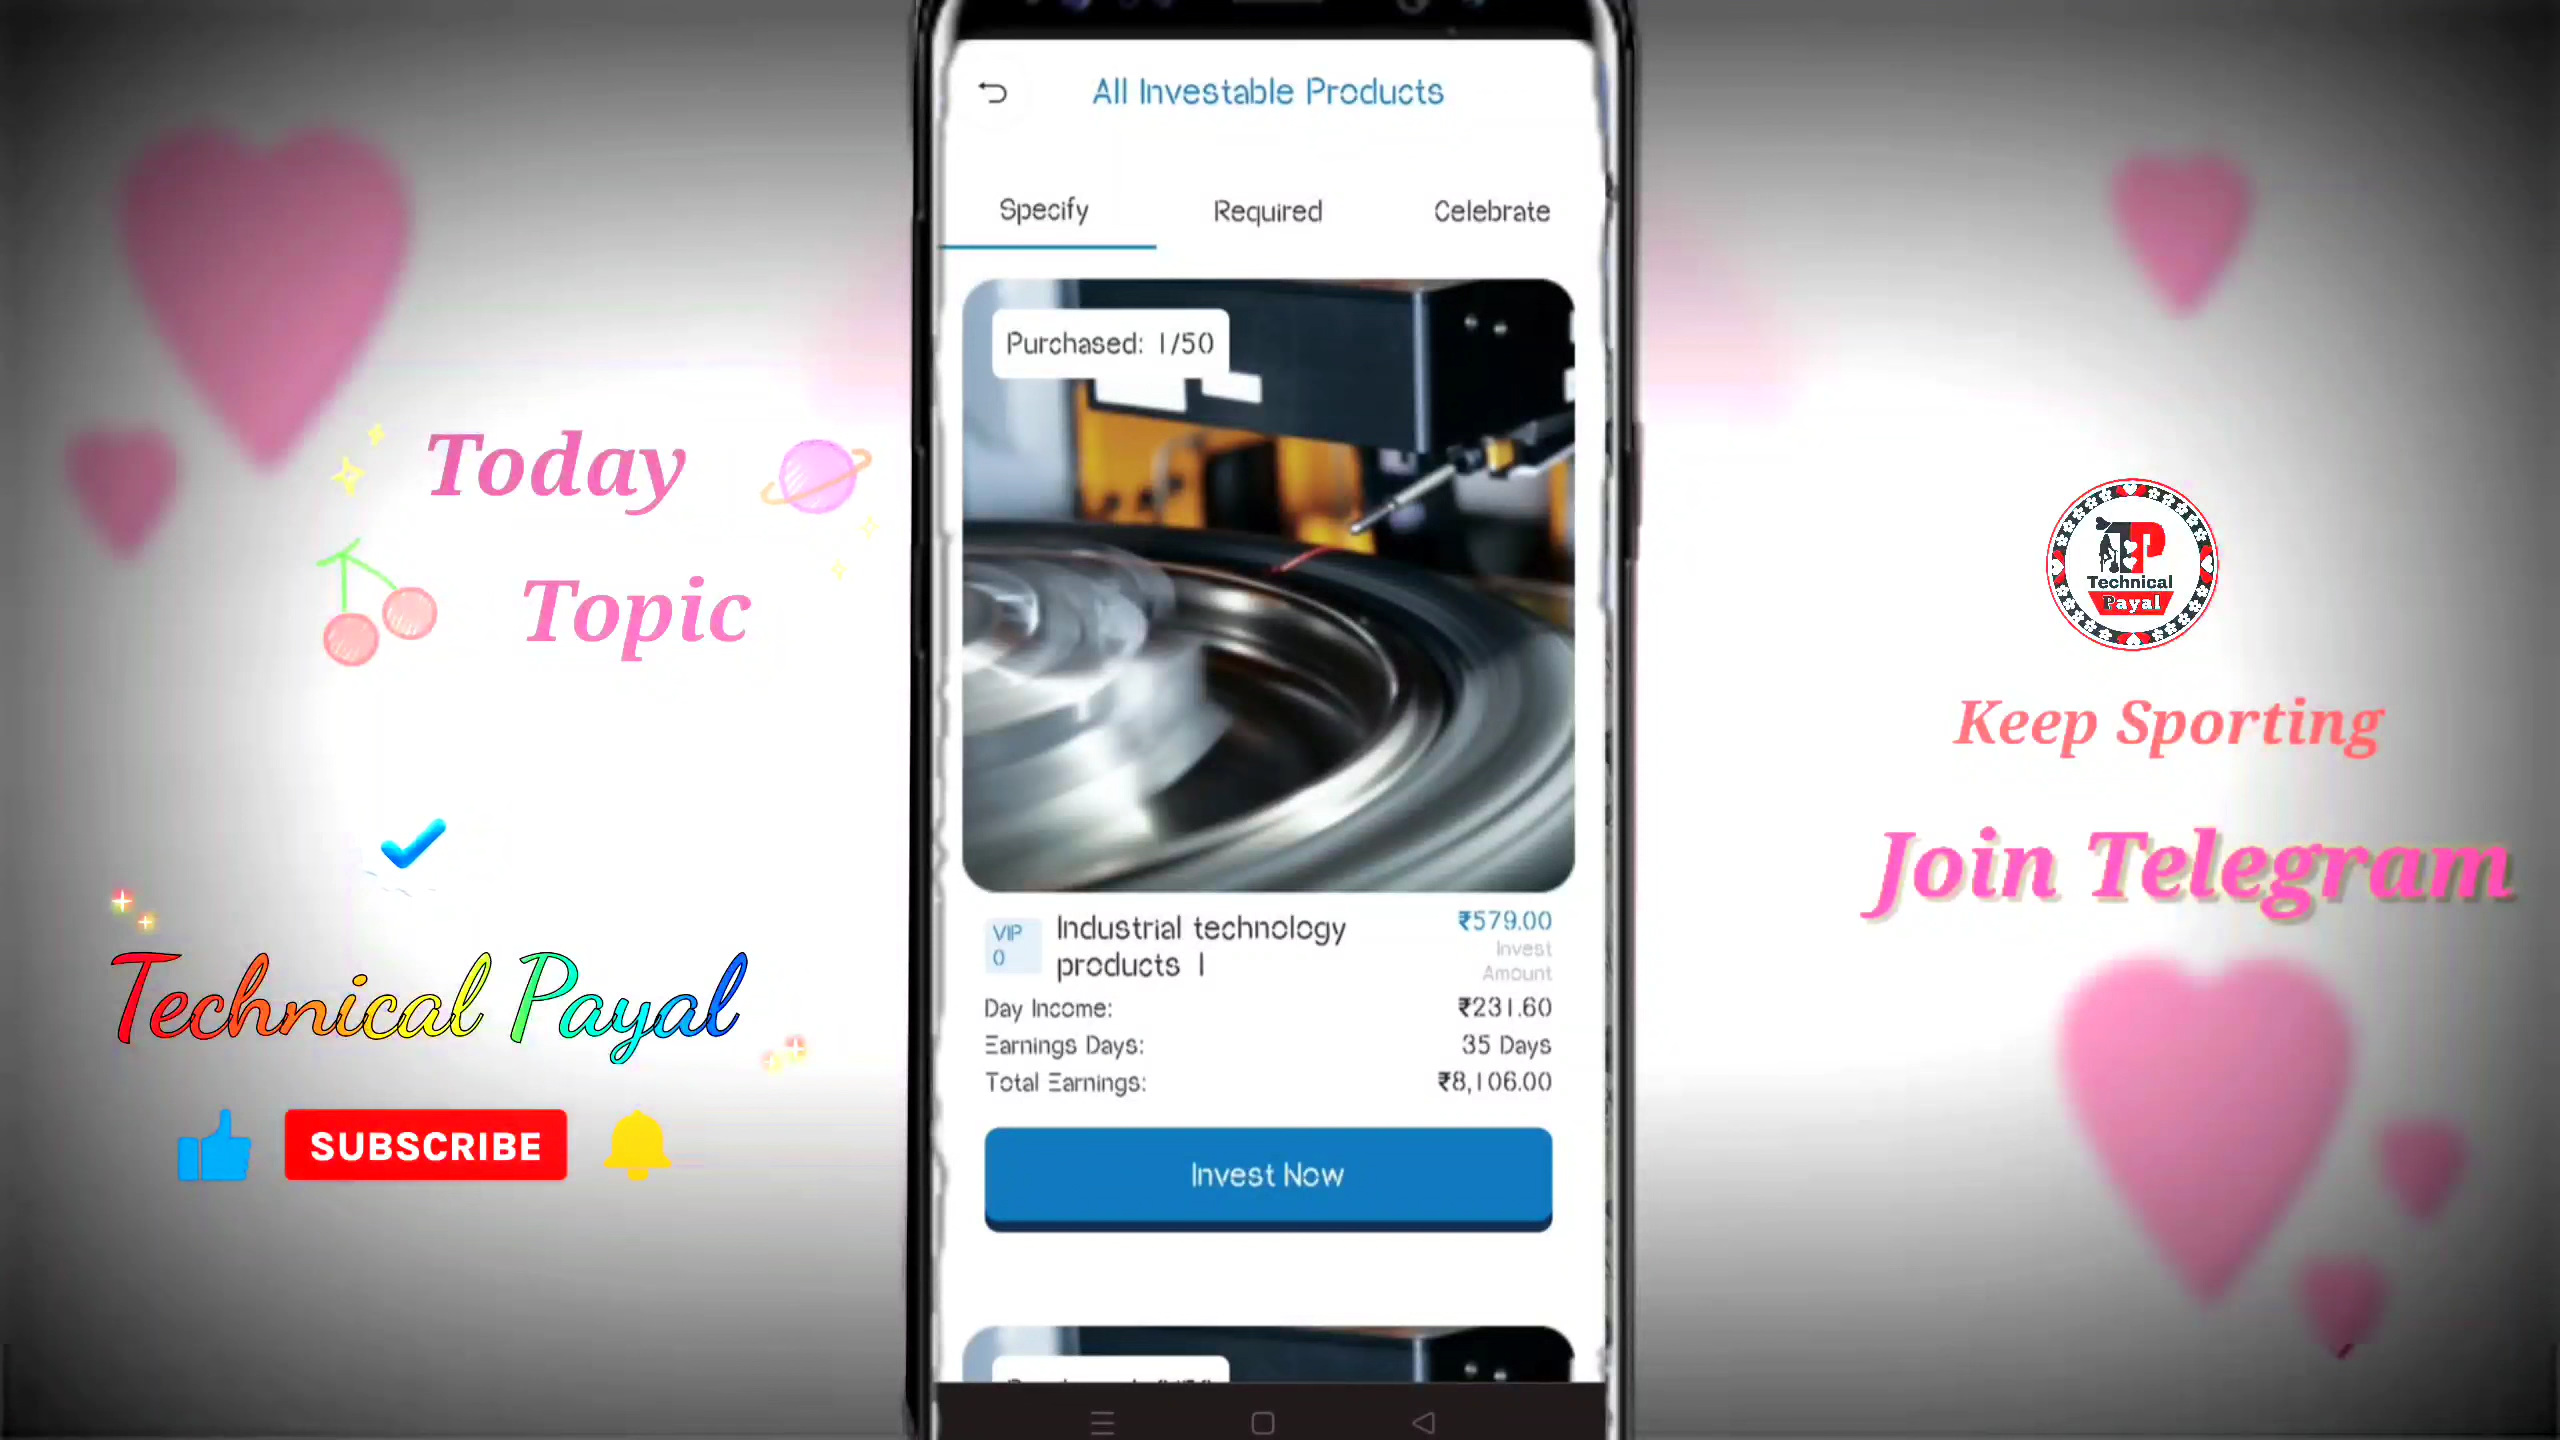 All Investable Products
Specify Required Celebrate
Purchased: 1/50
VIP 0
Industrial technology products 1
₹579.00
Invest Amount
Day Income: ₹231.60
Earnings Days: 35 Days
Total Earnings: ₹8,106.00
Invest Now
Today
Topic
Technical Payal
SUBSCRIBE
TP
Technical
Payal
Keep Sporting
Join Telegram